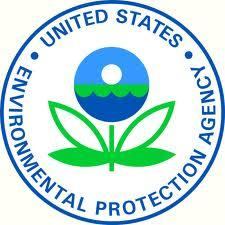 UNITED STATES
• ENVIRONMENTAL PROTECTION AGENCY •